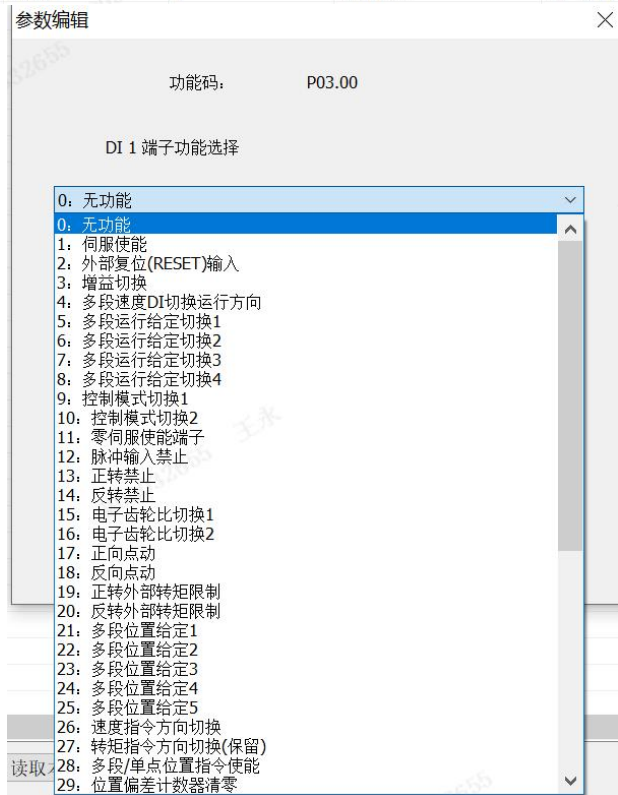 参数编辑
功能码： P03.00
DI 1 端子功能选择
0：无功能
0：无功能
1：伺服使能
2：外部复位(RESET)输入
3：增益切换
4：多段速度DI切换运行方向
5：多段运行给定切换1
6：多段运行给定切换2
7：多段运行给定切换3
8：多段运行给定切换4
9：控制模式切换1
10：控制模式切换2
11：零伺服使能端子
12：脉冲输入禁止
13：正转禁止
14：反转禁止
15：电子齿轮比切换1
16：电子齿轮比切换2
17：正向点动
18：反向点动
19：正转外部转矩限制
20：反转外部转矩限制
21：多段位置给定1
22：多段位置给定2
23：多段位置给定3
24：多段位置给定4
25：多段位置给定5
26：速度指令方向切换
27：转矩指令方向切换(保留)
28：多段/单点位置指令使能
读取
29：位置偏差计数器清零
王永